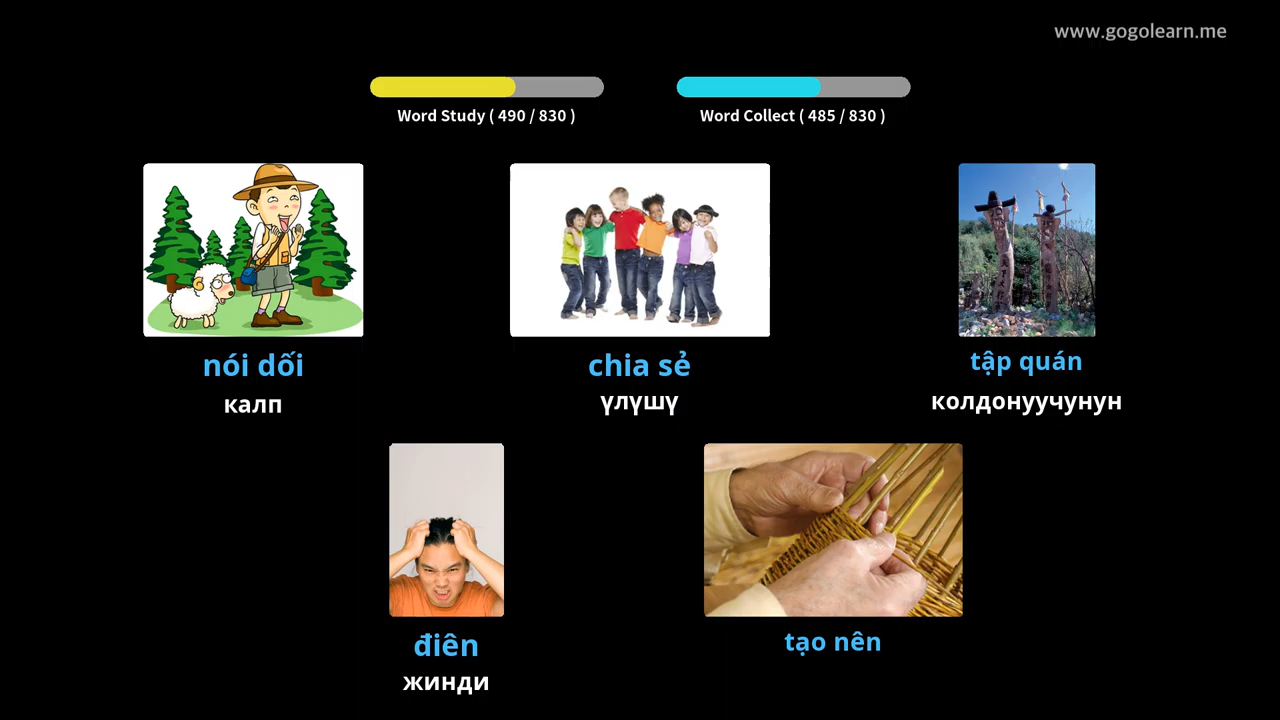 www.gogolearn.me
Word Study ( 490 / 830 )
Word Collect ( 485 / 830 )
nói dối
калп
chia sẻ
үлүшү
tập quán
колдонуучунун
điên
жинди
tạo nên